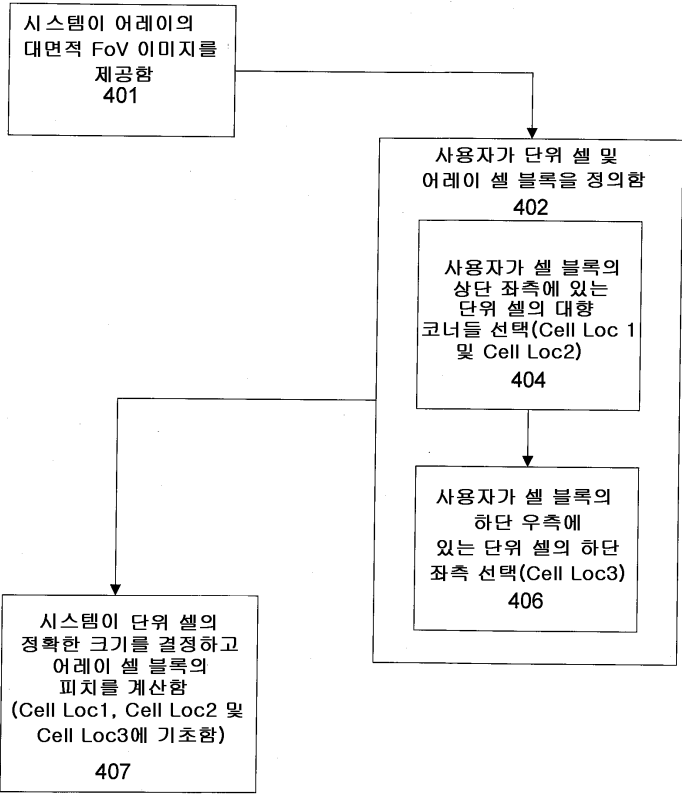 시스템이 어레이의
대면적 FoV 이미지를
제공함
401
사용자가 단위 셀 및
어레이 셀 블록을 정의함
402
사용자가 셀 블록의
상단 좌측에 있는
단위 셀의 대향
코너들 선택(Cell Loc 1
및 Cell Loc2)
404
사용자가 셀 블록의
하단 우측에
있는 단위 셀의 하단
좌측 선택(Cell Loc3)
406
시스템이 단위 셀의
정확한 크기를 결정하고
어레이 셀 블록의
피치를 계산함
(Cell Loc1, Cell Loc2 및
Cell Loc3에 기초함)
407